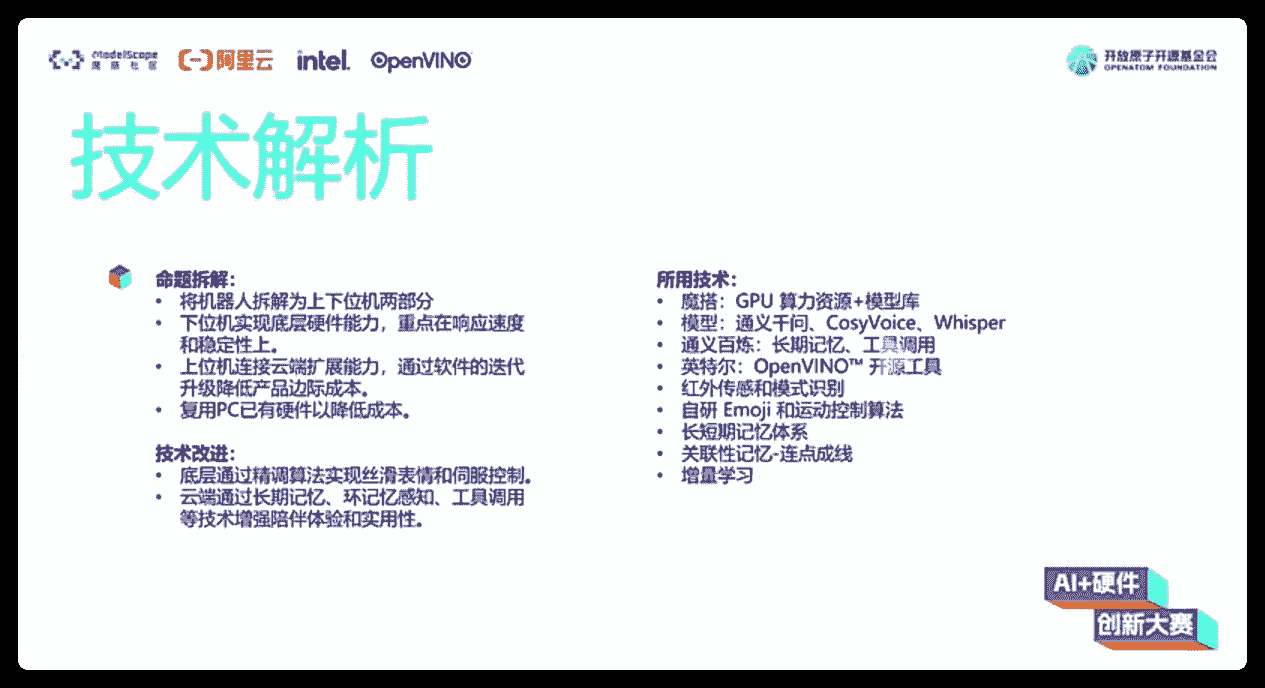 ModelScope
魔搭社区
阿里云
intel.
OpenVINO
开放原子开源基金会
OPENATOM FOUNDATION
技术解析
命题拆解：
• 将机器人拆解为上下位机两部分
• 下位机实现底层硬件能力，重点在响应速度
和稳定性上。
• 上位机连接云端扩展能力，通过软件的迭代
升级降低产品边际成本。
• 复用PC已有硬件以降低成本。
技术改进：
• 底层通过精调算法实现丝滑表情和伺服控制。
• 云端通过长期记忆、环记忆感知、工具调用
等技术增强陪伴体验和实用性。
所用技术：
• 魔搭：GPU 算力资源+模型库
• 模型：通义千问、CosyVoice、Whisper
• 通义百炼：长期记忆、工具调用
• 英特尔：OpenVINO™ 开源工具
• 红外传感和模式识别
• 自研 Emoji 和运动控制算法
• 长短期记忆体系
• 关联性记忆-连点成线
• 增量学习
AI+硬件
创新大赛